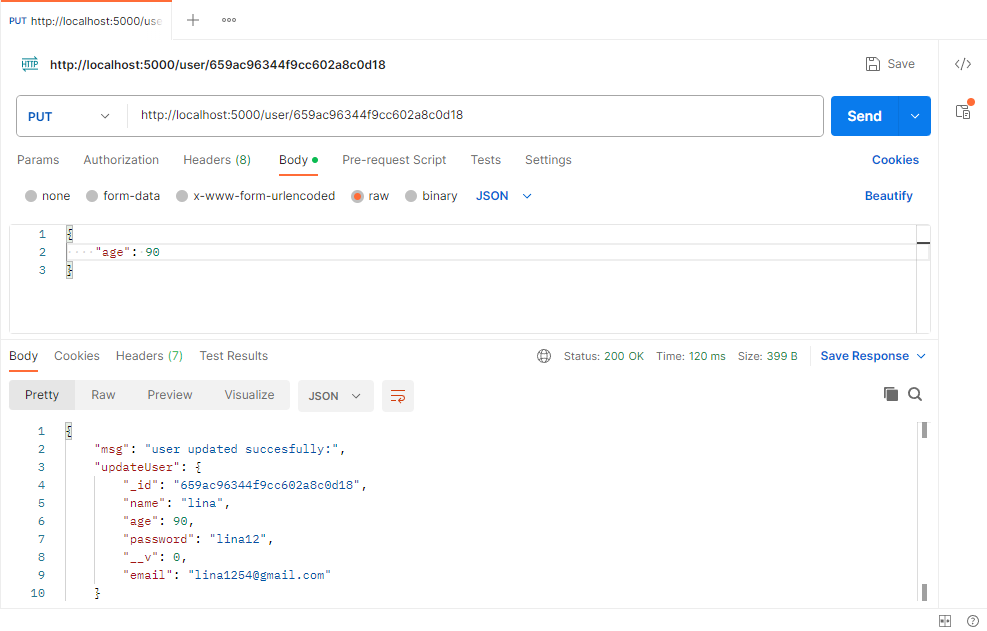 PUT http://localhost:5000/use
HTTP http://localhost:5000/user/659ac96344f9cc602a8c0d18 Save </>
PUT http://localhost:5000/user/659ac96344f9cc602a8c0d18 Send
Params Authorization Headers (8) Body Pre-request Script Tests Settings Cookies
none form-data x-www-form-urlencoded raw binary JSON Beautify
1 {
2 ····"age":·90
3 }
Body Cookies Headers (7) Test Results Status: 200 OK Time: 120 ms Size: 399 B Save Response
Pretty Raw Preview Visualize JSON
1 {
2 "msg": "user updated succesfully:",
3 "updateUser": {
4 "_id": "659ac96344f9cc602a8c0d18",
5 "name": "lina",
6 "age": 90,
7 "password": "lina12",
8 "__v": 0,
9 "email": "lina1254@gmail.com"
10 }